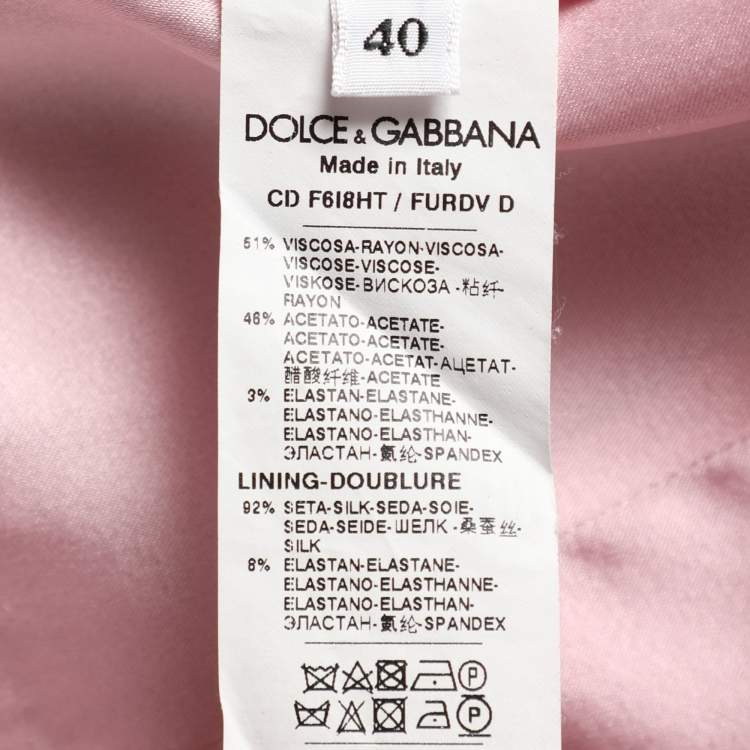 40
DOLCE & GABBANA
Made in Italy
CD F6I8HT / FURDV D
51% VISCOSA-RAYON-VISCOSA-
VISCOSE-VISCOSE-
VISKOSE-ВИСКОЗА -粘纤-
RAYON
46% ACETATO-ACETATE-
ACETATO-ACETATE-
ACETATO-ACETAT-АЦЕТАТ-
醋酸纤维-ACETATE
3% ELASTAN-ELASTANE-
ELASTANO-ELASTHANNE-
ELASTANO-ELASTHAN-
ЭЛАСТАН-氨纶-SPANDEX
LINING-DOUBLURE
92% SETA-SILK-SEDA-SOIE-
SEDA-SEIDE-ШЕЛК -桑蚕丝-
SILK
8% ELASTAN-ELASTANE-
ELASTANO-ELASTHANNE-
ELASTANO-ELASTHAN-
ЭЛАСТАН-氨纶-SPANDEX
P
P